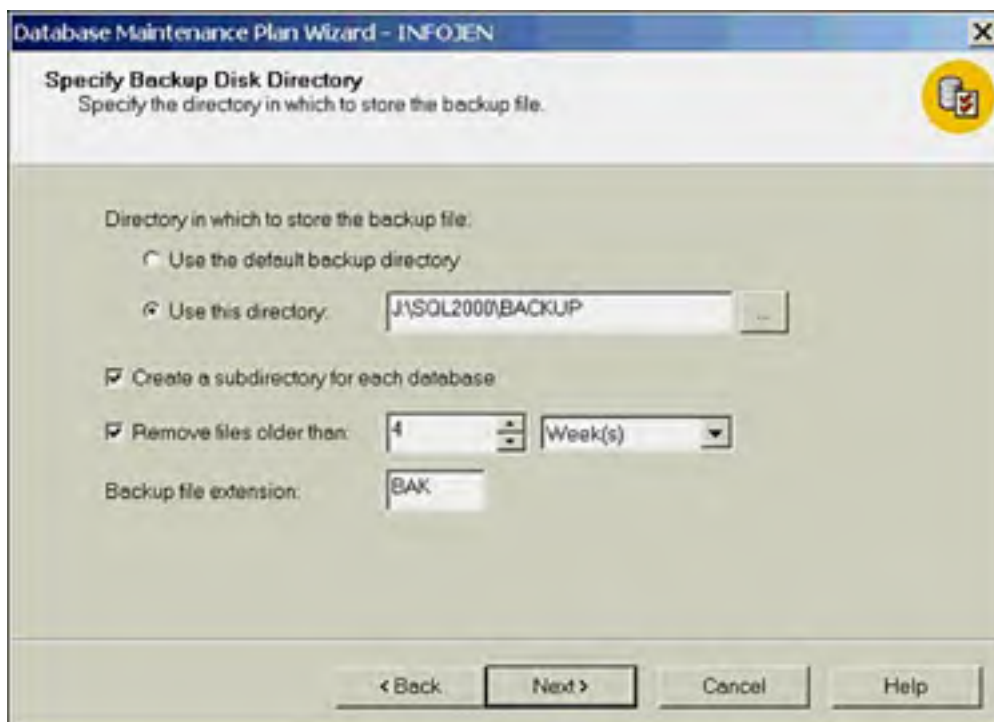 Database Maintenance Plan Wizard - INFOJEN
Specify Backup Disk Directory
Specify the directory in which to store the backup file.
Directory in which to store the backup file:
Use the default backup directory
Use this directory: J:\SQL2000\BACKUP ...
Create a subdirectory for each database
Remove files older than: 4 Week(s)
Backup file extension: BAK
< Back Next > Cancel Help